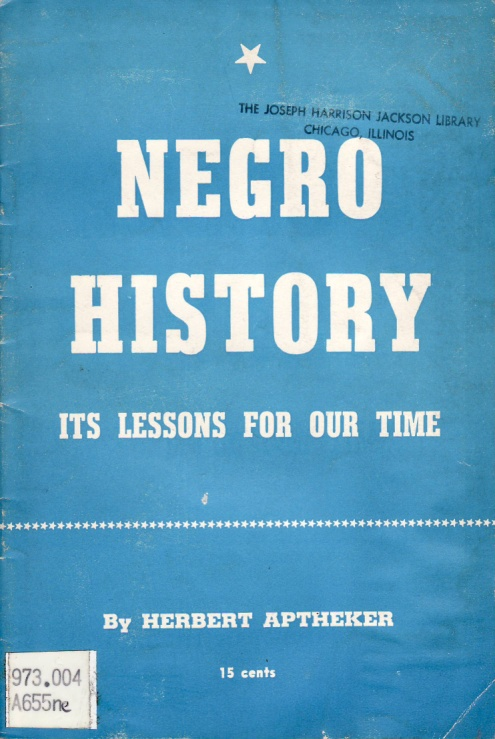 THE JOSEPH HARRISON JACKSON LIBRARY
CHICAGO, ILLINOIS
NEGRO
HISTORY
ITS LESSONS FOR OUR TIME
By HERBERT APTHEKER
15 cents
973.004
A655ne